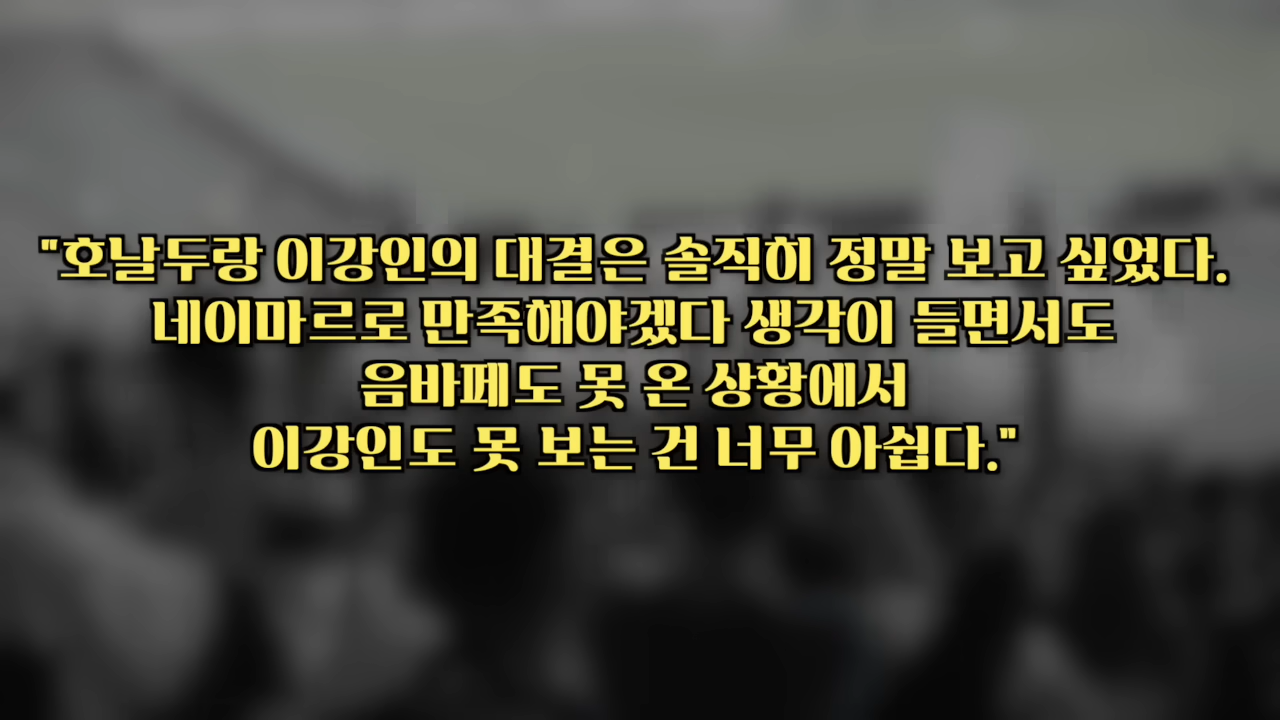 "호날두랑 이강인의 대결은 솔직히 정말 보고 싶었다.
네이마르로 만족해야겠다 생각이 들면서도
음바페도 못 온 상황에서
이강인도 못 보는 건 너무 아쉽다."